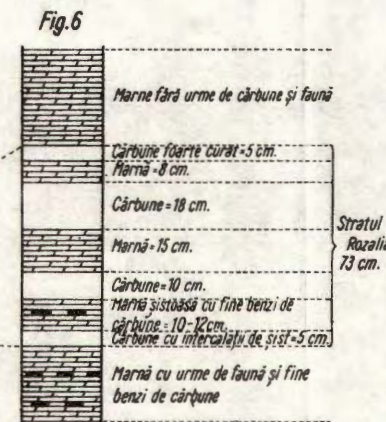 Fig.6
Marne fără urme de cărbune și faună
Cărbune foarte curat=5 cm.
Marnă=8 cm.
Cărbune=18 cm.
Marnă=15 cm.
Stratul
Rozalia
73 cm.
Cărbune=10 cm.
Marnă șistoasă cu fine benzi de
cărbune=10-12cm.
Cărbune cu intercalații de șist=5 cm.
Marnă cu urme de faună și fine
benzi de cărbune